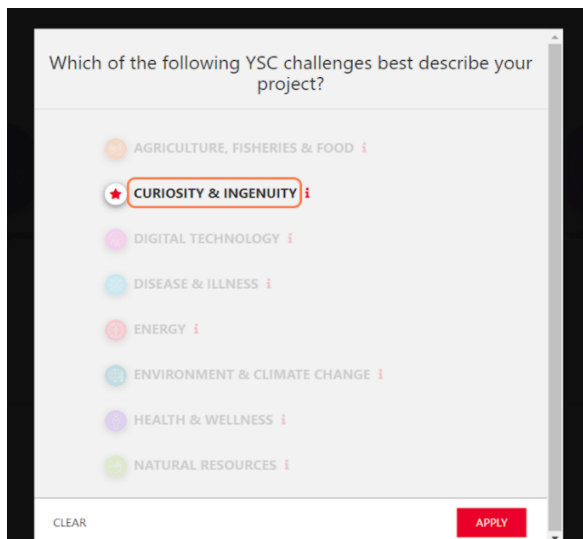 Which of the following YSC challenges best describe your
project?
AGRICULTURE, FISHERIES & FOOD i
CURIOSITY & INGENUITY i
DIGITAL TECHNOLOGY i
DISEASE & ILLNESS i
ENERGY i
ENVIRONMENT & CLIMATE CHANGE i
HEALTH & WELLNESS i
NATURAL RESOURCES i
CLEAR APPLY